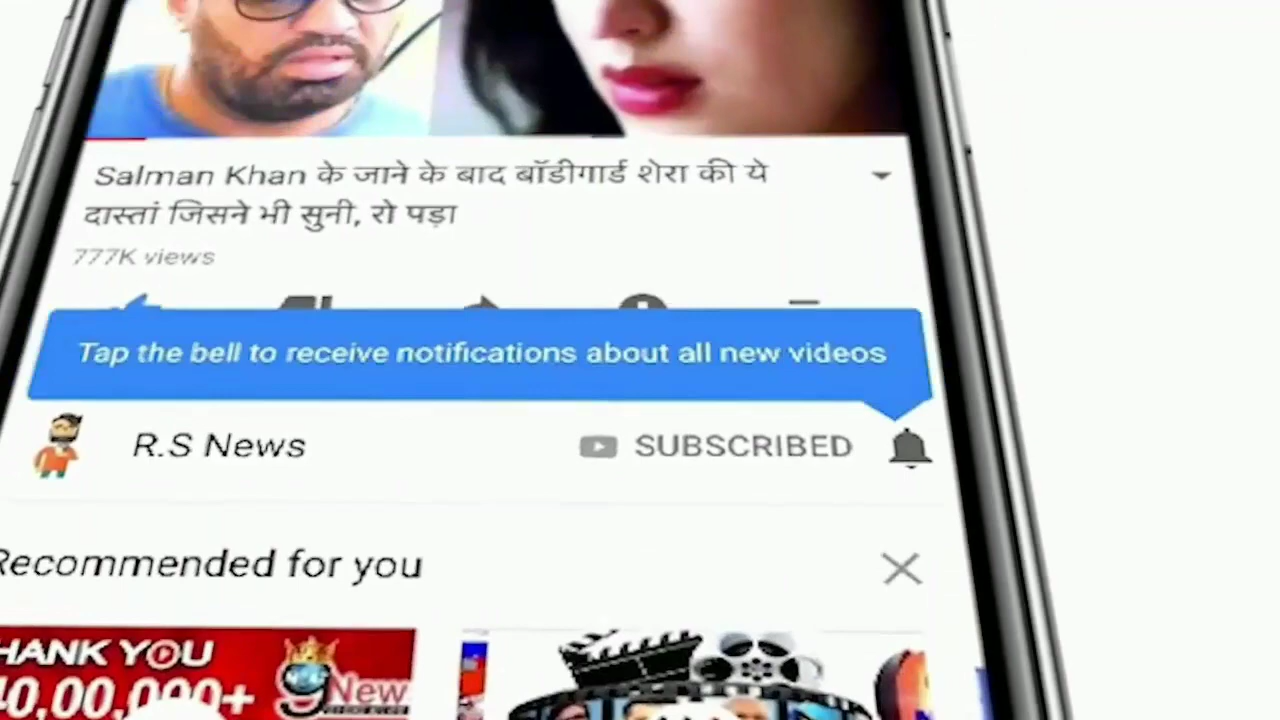 Salman Khan के जाने के बाद बॉडीगार्ड शेरा की ये
दास्तां जिसने भी सुनी, रो पड़ा
777K views
Tap the bell to receive notifications about all new videos
R.S News
SUBSCRIBED
Recommended for you
HANK YOU
40,00,000+
9
New